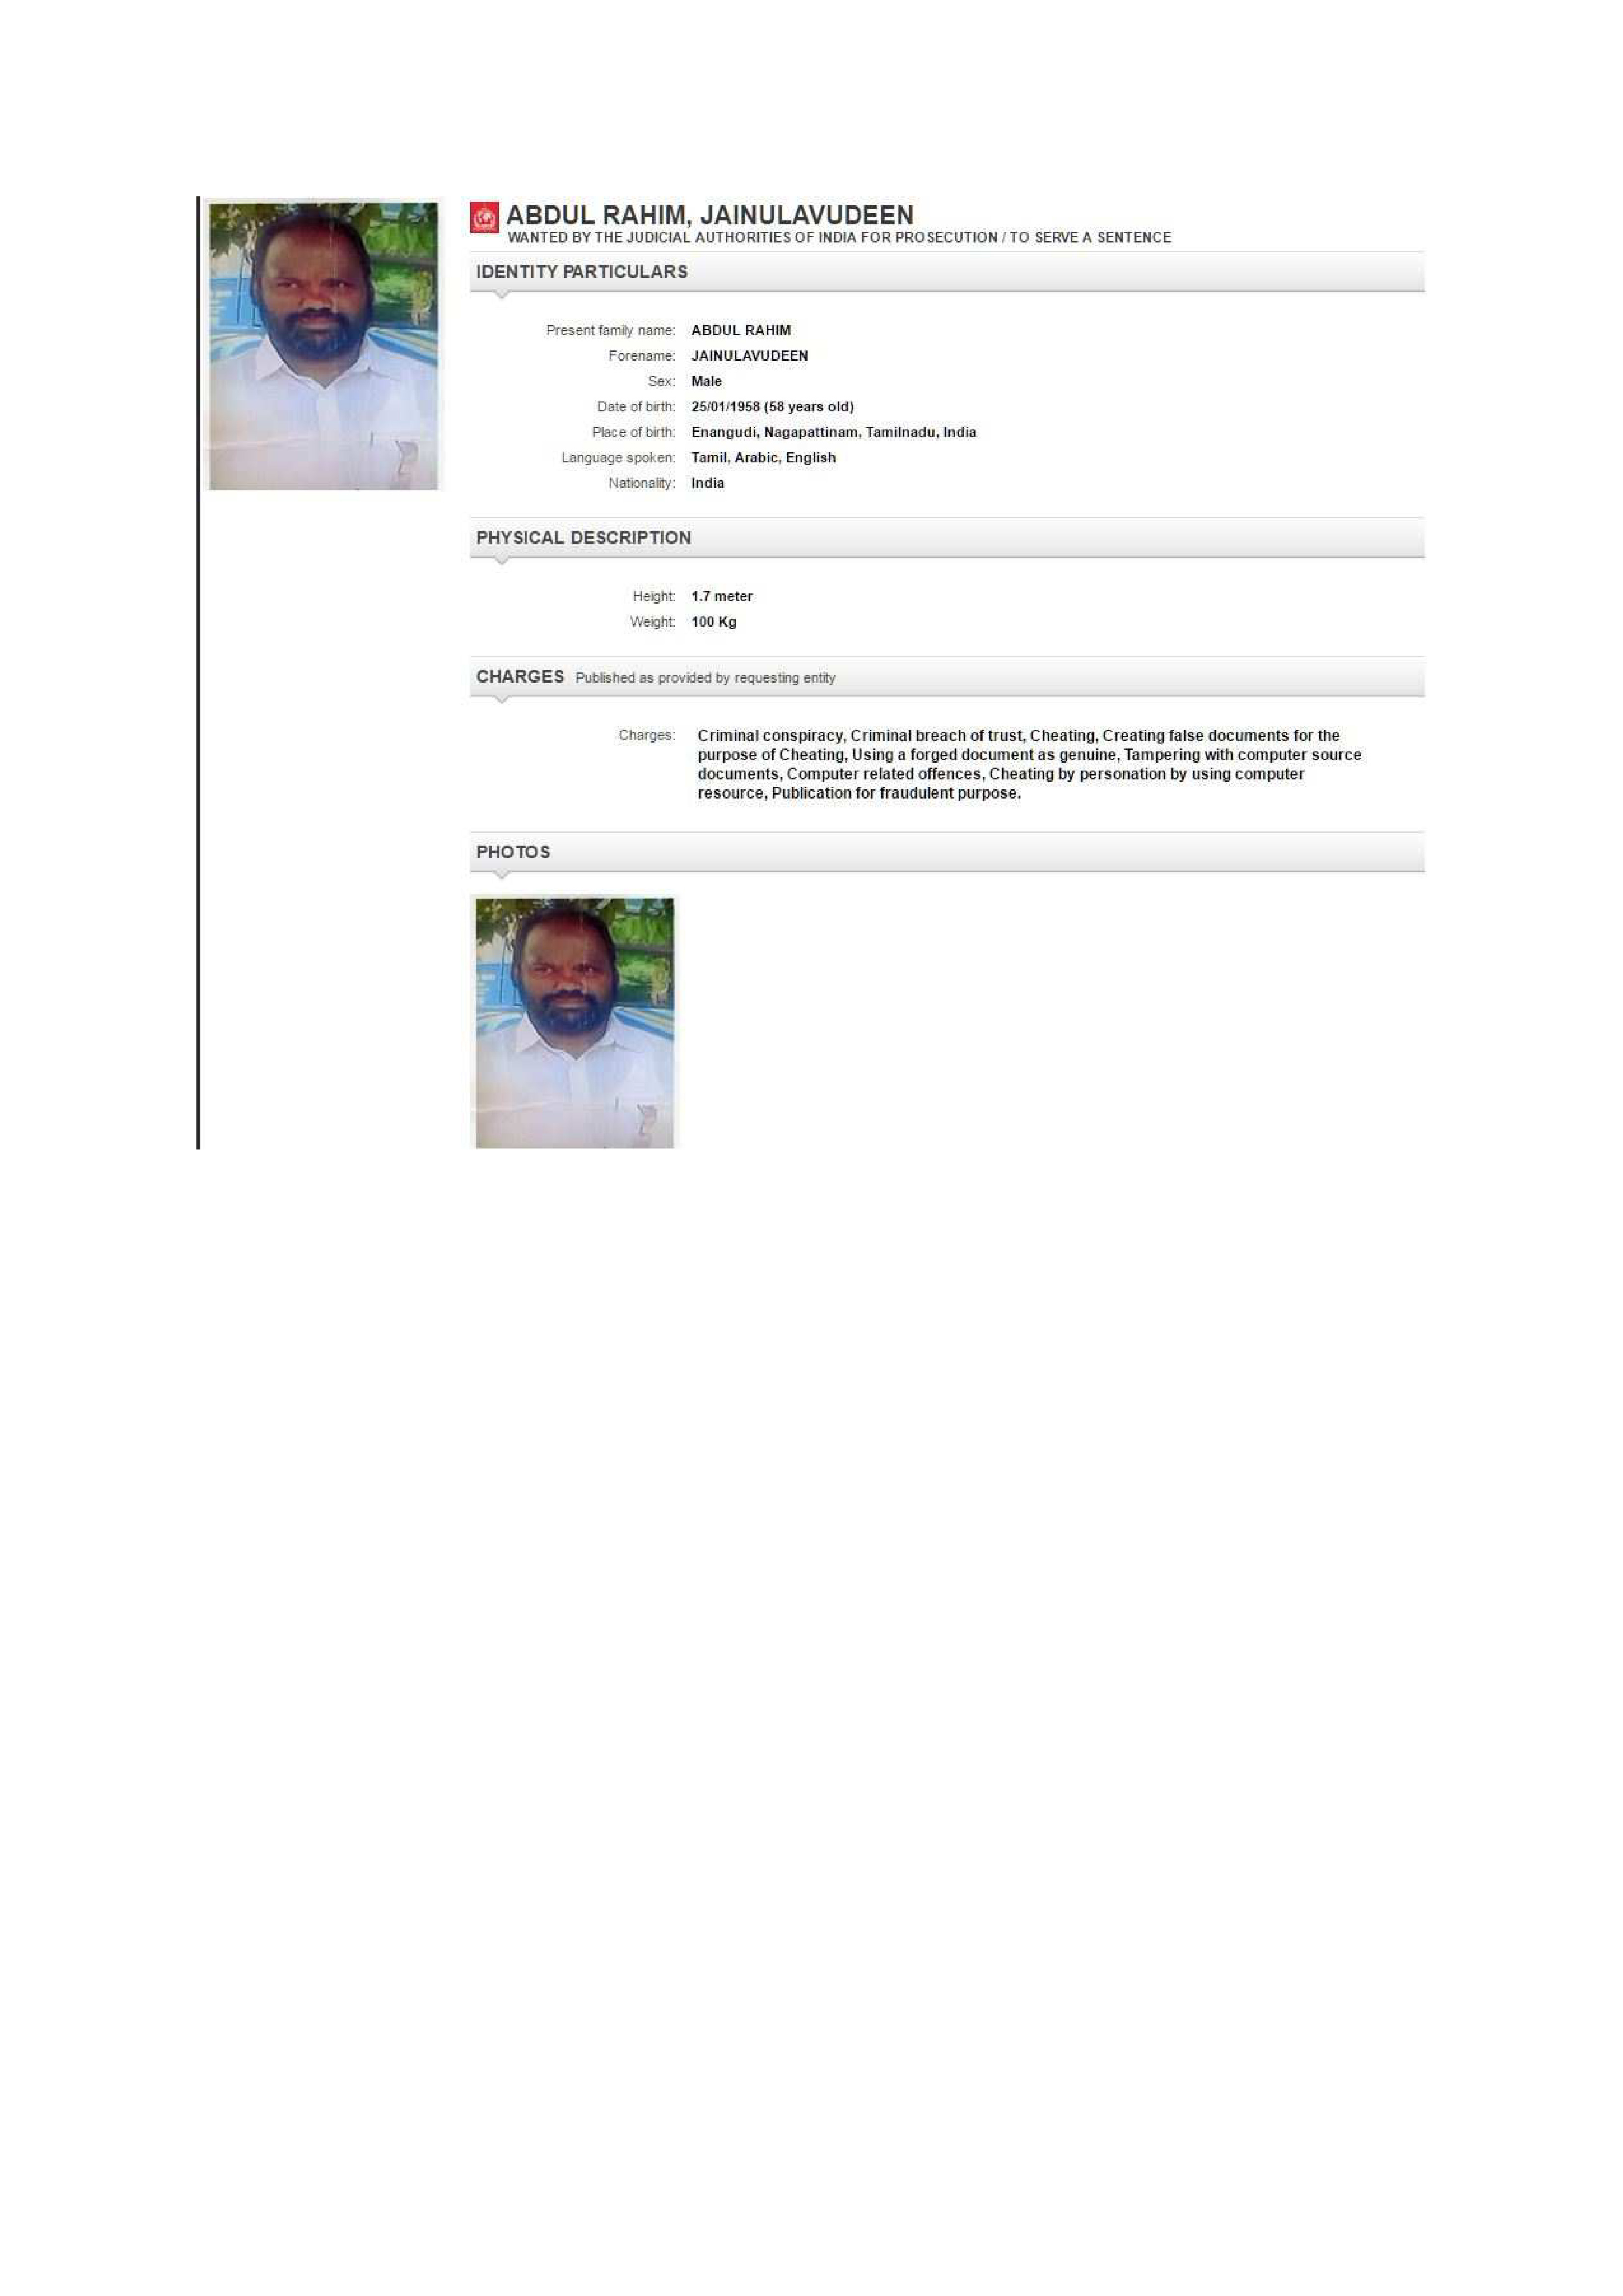 ABDUL RAHIM, JAINULAVUDEEN
WANTED BY THE JUDICIAL AUTHORITIES OF INDIA FOR PROSECUTION / TO SERVE A SENTENCE
IDENTITY PARTICULARS
Present family name: ABDUL RAHIM
Forename: JAINULAVUDEEN
Sex: Male
Date of birth: 25/01/1958 (58 years old)
Place of birth: Enangudi, Nagapattinam, Tamilnadu, India
Language spoken: Tamil, Arabic, English
Nationality: India
PHYSICAL DESCRIPTION
Height: 1.7 meter
Weight: 100 Kg
CHARGES Published as provided by requesting entity
Charges: Criminal conspiracy, Criminal breach of trust, Cheating, Creating false documents for the
purpose of Cheating, Using a forged document as genuine, Tampering with computer source
documents, Computer related offences, Cheating by personation by using computer
resource, Publication for fraudulent purpose.
PHOTOS